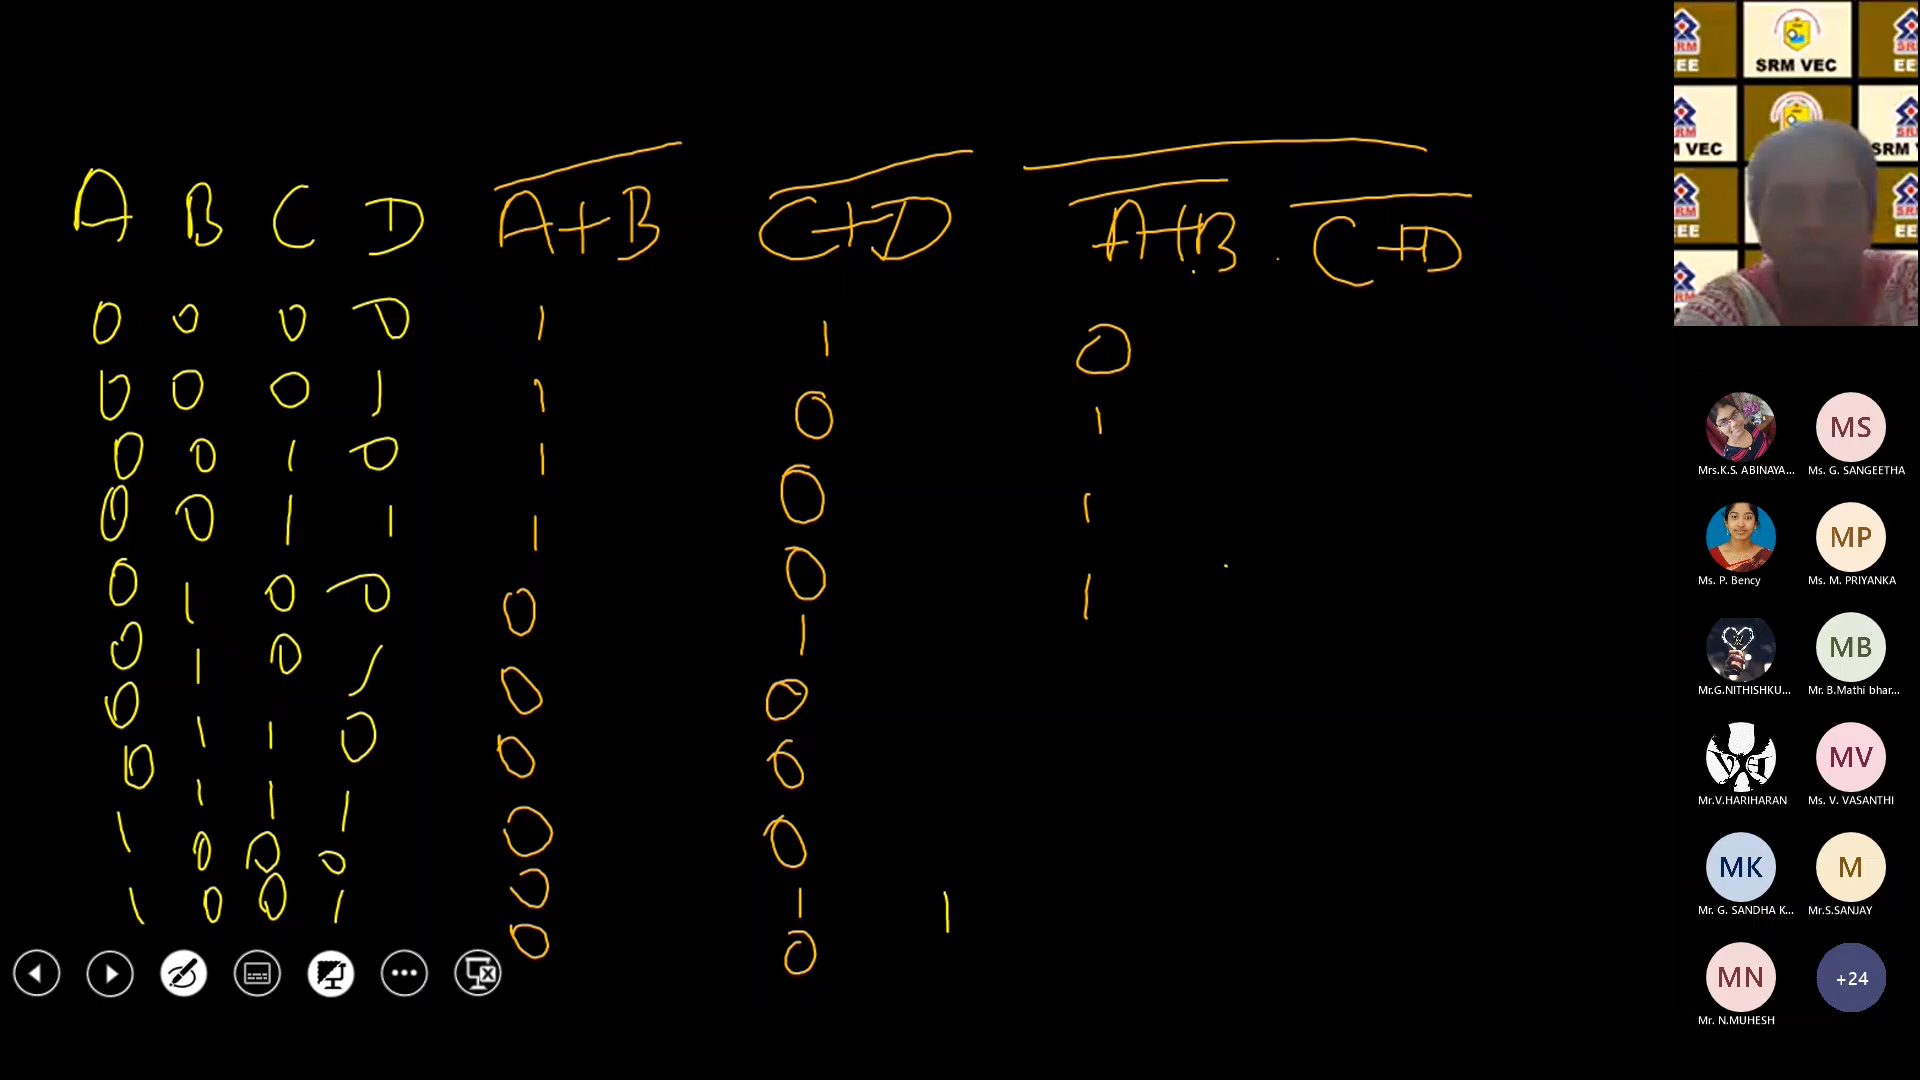 A B C D A+B C+D A+B . C+D
0 0 0 0 1 1 0
0 0 0 1 1 0 1
0 0 1 0 1 0 1
0 0 1 1 1 0 1
0 1 0 0 0 1
0 1 0 1 0 0
0 1 1 0 0 0
0 1 1 1 0 0
1 0 0 0 0 1 1
1 0 0 1 0 0
SRM VEC
EEE
SRM VEC
Mrs.K.S. ABINAYA...
MS
Ms. G. SANGEETHA
Ms. P. Bency
MP
Ms. M. PRIYANKA
Mr.G.NITHISHKU...
MB
Mr. B.Mathi bhar...
Mr.V.HARIHARAN
MV
Ms. V. VASANTHI
MK
Mr. G. SANDHA K...
M
Mr.S.SANJAY
MN
Mr. N.MUHESH
+24